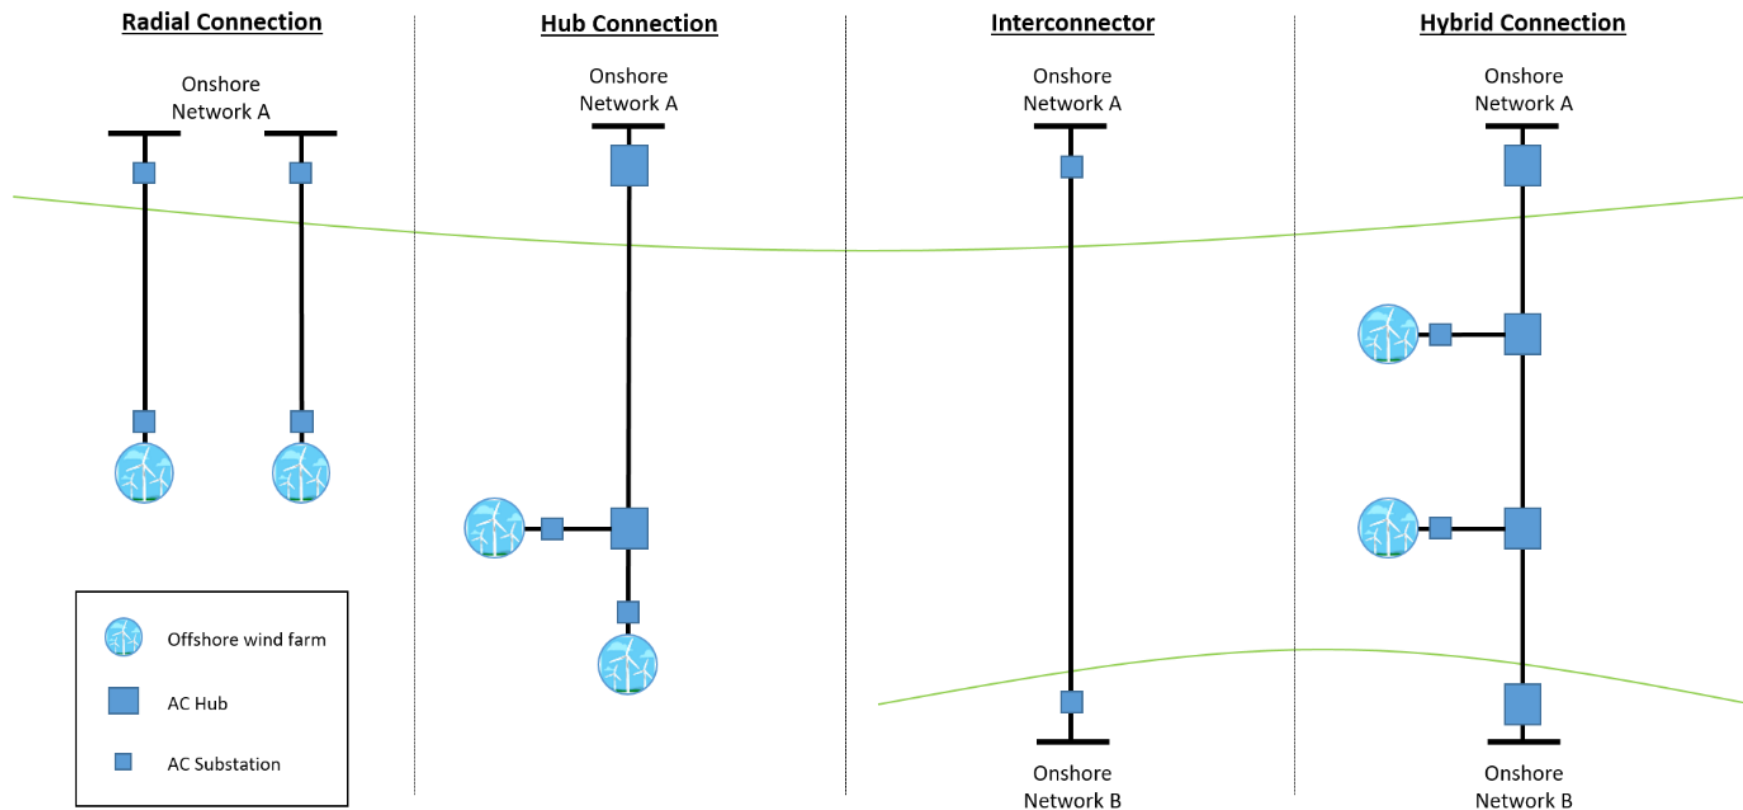 Radial Connection
Onshore
Network A
Hub Connection
Onshore
Network A
Interconnector
Onshore
Network A
Onshore
Network B
Hybrid Connection
Onshore
Network A
Onshore
Network B
Offshore wind farm
AC Hub
AC Substation